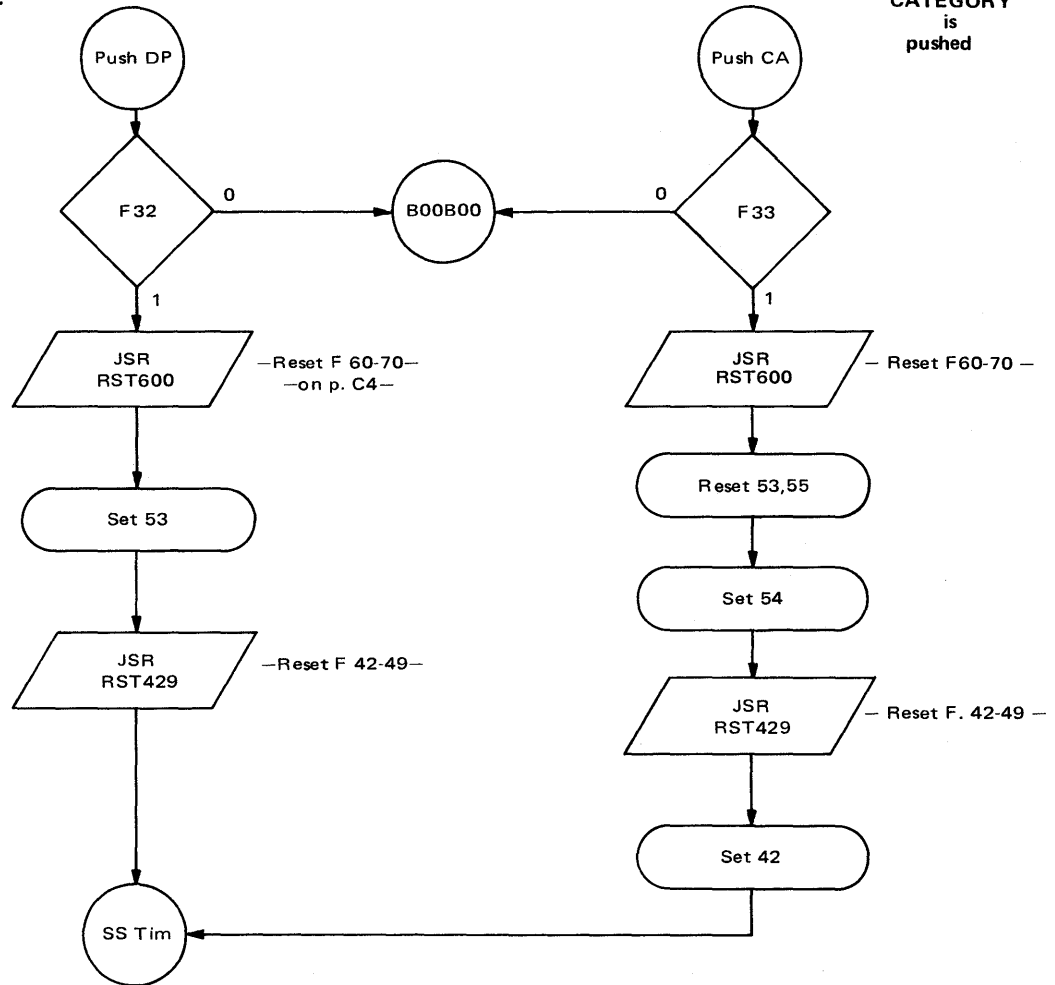 CATEGORY
is
pushed
Push DP
Push CA
F32
0
B00B00
0
F33
1
1
JSR
RST600
—Reset F 60-70—
—on p. C4—
JSR
RST600
— Reset F60-70 —
Set 53
Reset 53,55
Set 54
JSR
RST429
—Reset F 42-49—
JSR
RST429
— Reset F. 42-49 —
Set 42
SS Tim